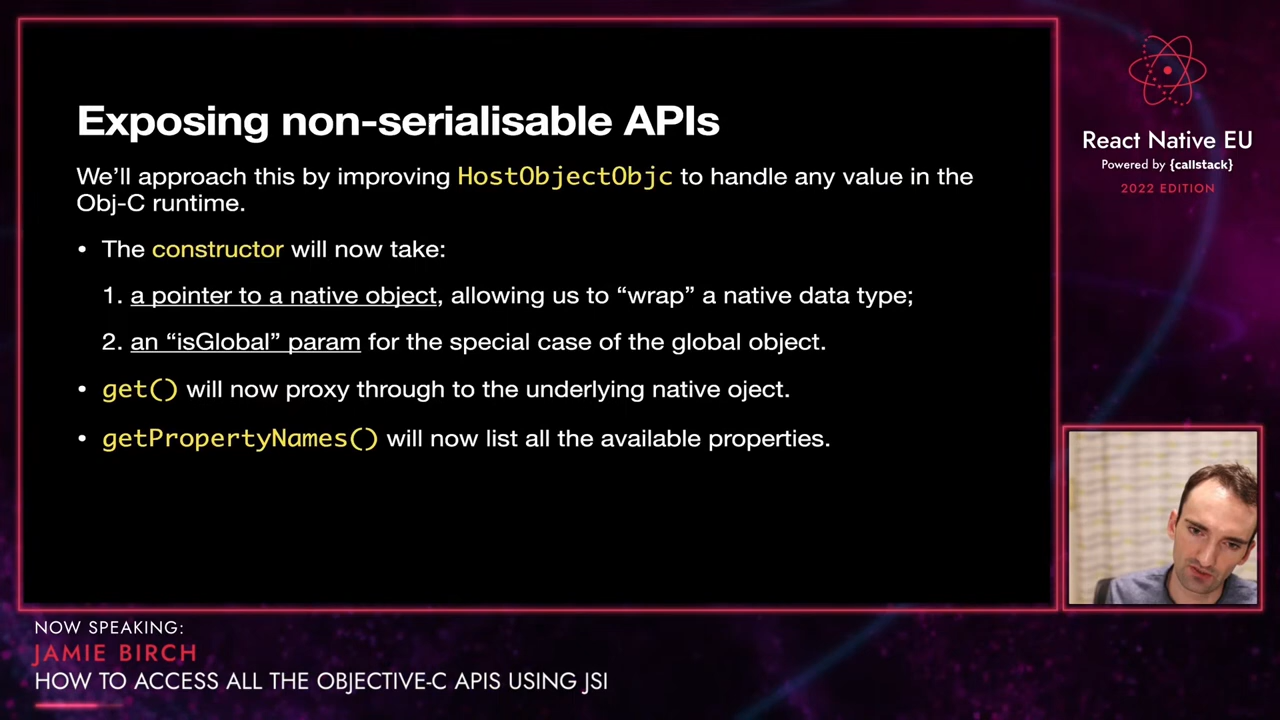 Exposing non-serialisable APIs
We’ll approach this by improving HostObjectObjc to handle any value in the
Obj-C runtime.
• The constructor will now take:
1. a pointer to a native object, allowing us to “wrap” a native data type;
2. an “isGlobal” param for the special case of the global object.
• get() will now proxy through to the underlying native oject.
• getPropertyNames() will now list all the available properties.
React Native EU
Powered by {callstack}
2022 EDITION
NOW SPEAKING:
JAMIE BIRCH
HOW TO ACCESS ALL THE OBJECTIVE-C APIS USING JSI